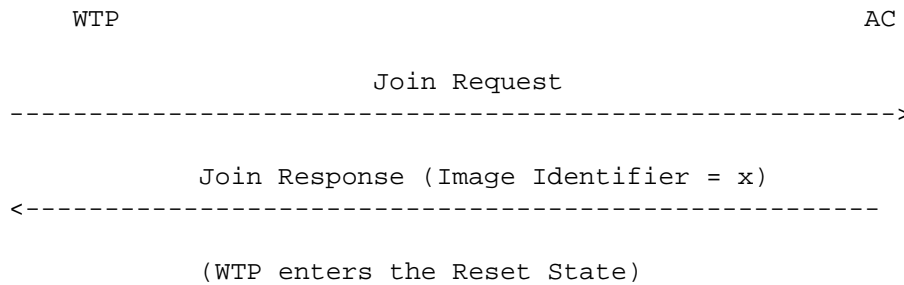 WTP AC
Join Request
-------------------------------------------------------->
Join Response (Image Identifier = x)
<------------------------------------------------------
(WTP enters the Reset State)